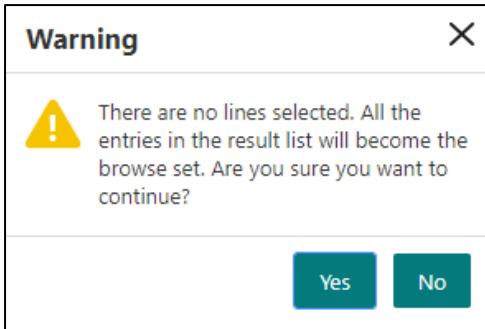 Warning
There are no lines selected. All the
entries in the result list will become the
browse set. Are you sure you want to
continue?
Yes No